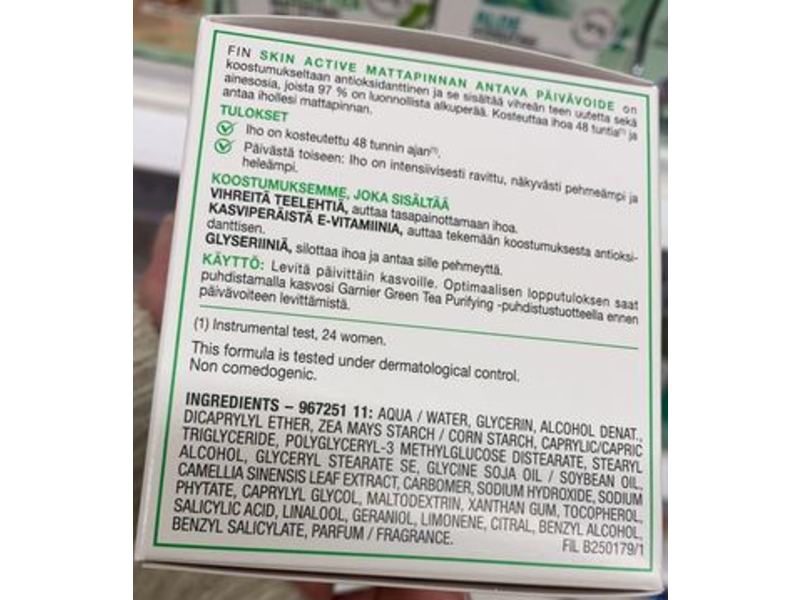 FIN SKIN ACTIVE MATTAPINNAN ANTAVA PÄIVÄVOIDE on
koostumukseltaan antioksidanttinen ja se sisältää vihreän teen uutetta sekä
ainesosia, joista 97 % on luonnollista alkuperää. Kosteuttaa ihoa 48 tuntia⁽¹⁾ ja
antaa ihollesi mattapinnan.
TULOKSET
Iho on kosteutettu 48 tunnin ajan⁽¹⁾.
Päivästä toiseen: Iho on intensiivisesti ravittu, näkyvästi pehmeämpi ja
heleämpi.
KOOSTUMUKSEMME, JOKA SISÄLTÄÄ
VIHREITÄ TEELEHTIÄ, auttaa tasapainottamaan ihoa.
KASVIPERÄISTÄ E-VITAMIINIA, auttaa tekemään koostumuksesta antioksi-
danttisen.
GLYSERIINIÄ, silottaa ihoa ja antaa sille pehmeyttä.
KÄYTTÖ: Levitä päivittäin kasvoille. Optimaalisen lopputuloksen saat
puhdistamalla kasvosi Garnier Green Tea Purifying -puhdistustuotteella ennen
päivävoiteen levittämistä.
(1) Instrumental test, 24 women.
This formula is tested under dermatological control.
Non comedogenic.
INGREDIENTS – 967251 11: AQUA / WATER, GLYCERIN, ALCOHOL DENAT.,
DICAPRYLYL ETHER, ZEA MAYS STARCH / CORN STARCH, CAPRYLIC/CAPRIC
TRIGLYCERIDE, POLYGLYCERYL-3 METHYLGLUCOSE DISTEARATE, STEARYL
ALCOHOL, GLYCERYL STEARATE SE, GLYCINE SOJA OIL / SOYBEAN OIL,
CAMELLIA SINENSIS LEAF EXTRACT, CARBOMER, SODIUM HYDROXIDE, SODIUM
PHYTATE, CAPRYLYL GLYCOL, MALTODEXTRIN, XANTHAN GUM, TOCOPHEROL,
SALICYLIC ACID, LINALOOL, GERANIOL, LIMONENE, CITRAL, BENZYL ALCOHOL,
BENZYL SALICYLATE, PARFUM / FRAGRANCE. FIL B250179/1